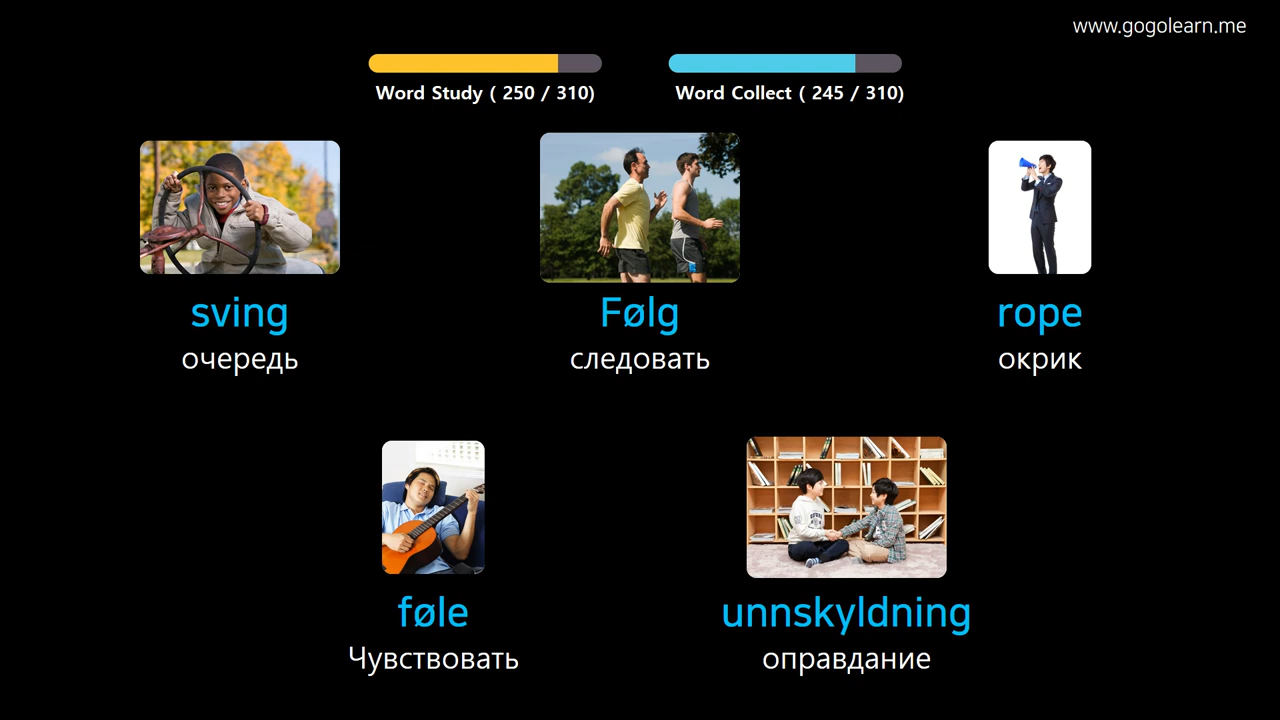 www.gogolearn.me
Word Study ( 250 / 310)
Word Collect ( 245 / 310)
sving
очередь
Følg
следовать
rope
окрик
føle
Чувствовать
unnskyldning
оправдание